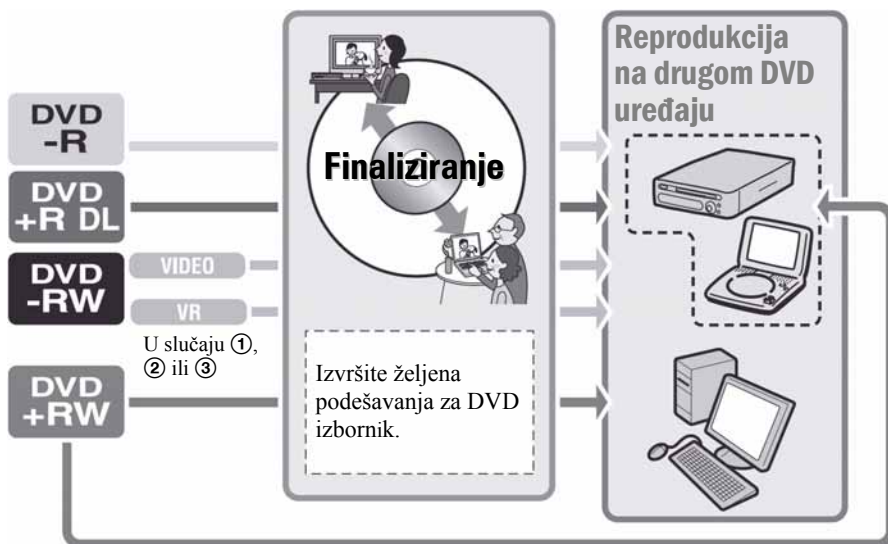 DVD
-R
DVD
+R DL
DVD
-RW
VIDEO
VR
U slučaju ①,
② ili ③
DVD
+RW
Finaliziranje
Izvršite željena
podešavanja za DVD
izbornik.
Reprodukcija
na drugom DVD
uređaju